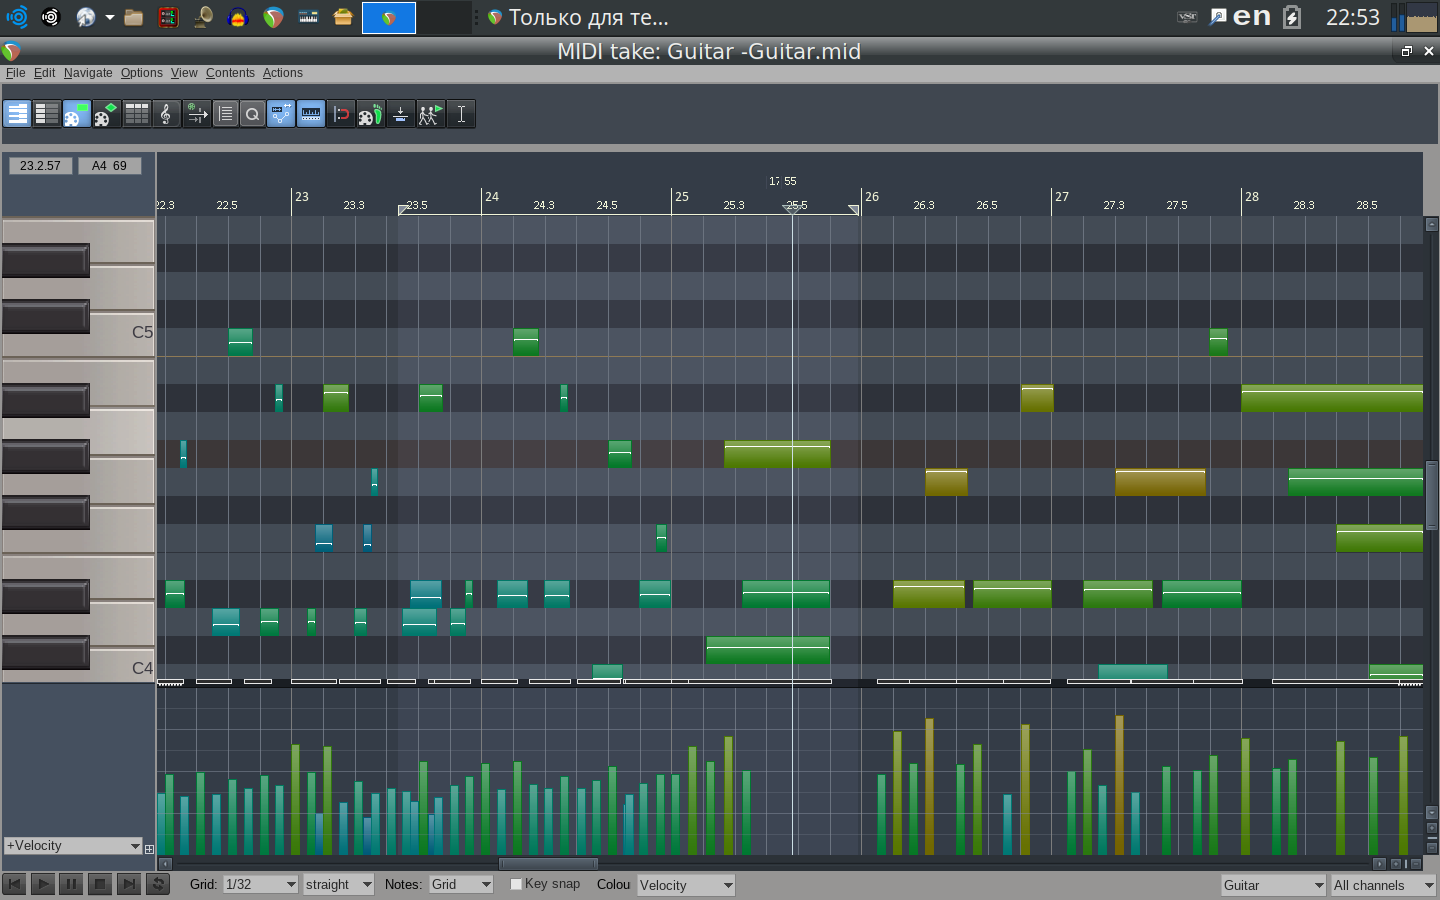 Только для те...
en
22:53
MIDI take: Guitar -Guitar.mid
File Edit Navigate Options View Contents Actions
23.2.57 A4 69
17 55
23 24 25 26 27 28
22.3 22.5 23.3 23.5 24.3 24.5 25.3 25.5 26.3 26.5 27.3 27.5 28.3 28.5
C5
C4
+Velocity
Grid: 1/32 straight Notes: Grid Key snap Colou Velocity Guitar All channels